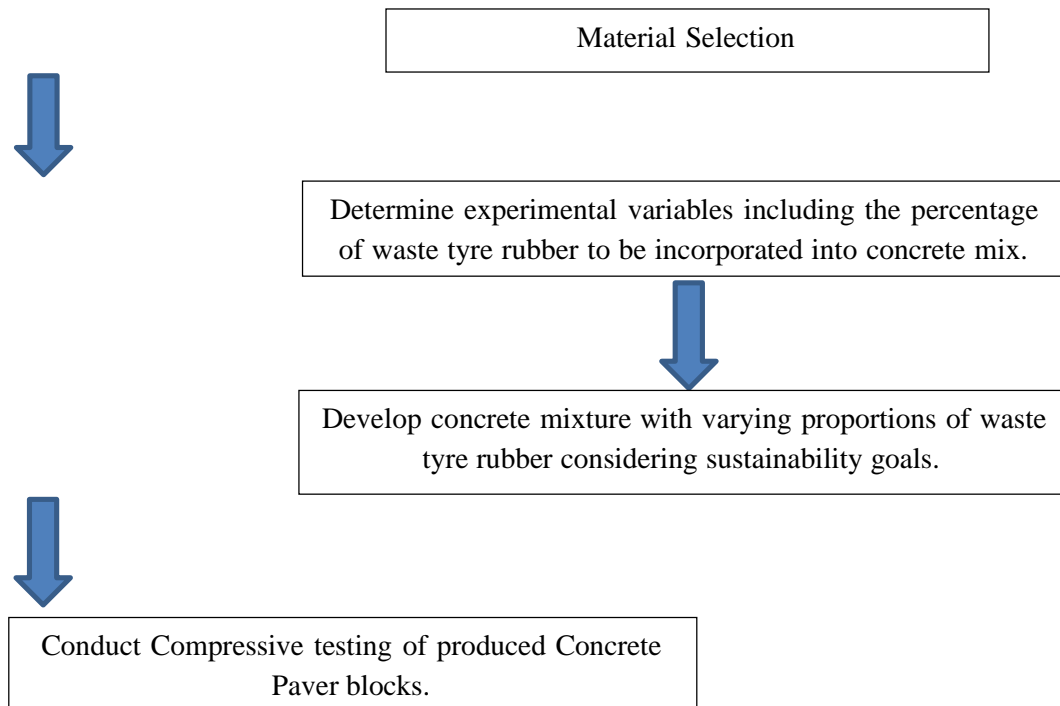 Material Selection
Determine experimental variables including the percentage
of waste tyre rubber to be incorporated into concrete mix.
Develop concrete mixture with varying proportions of waste
tyre rubber considering sustainability goals.
Conduct Compressive testing of produced Concrete
Paver blocks.